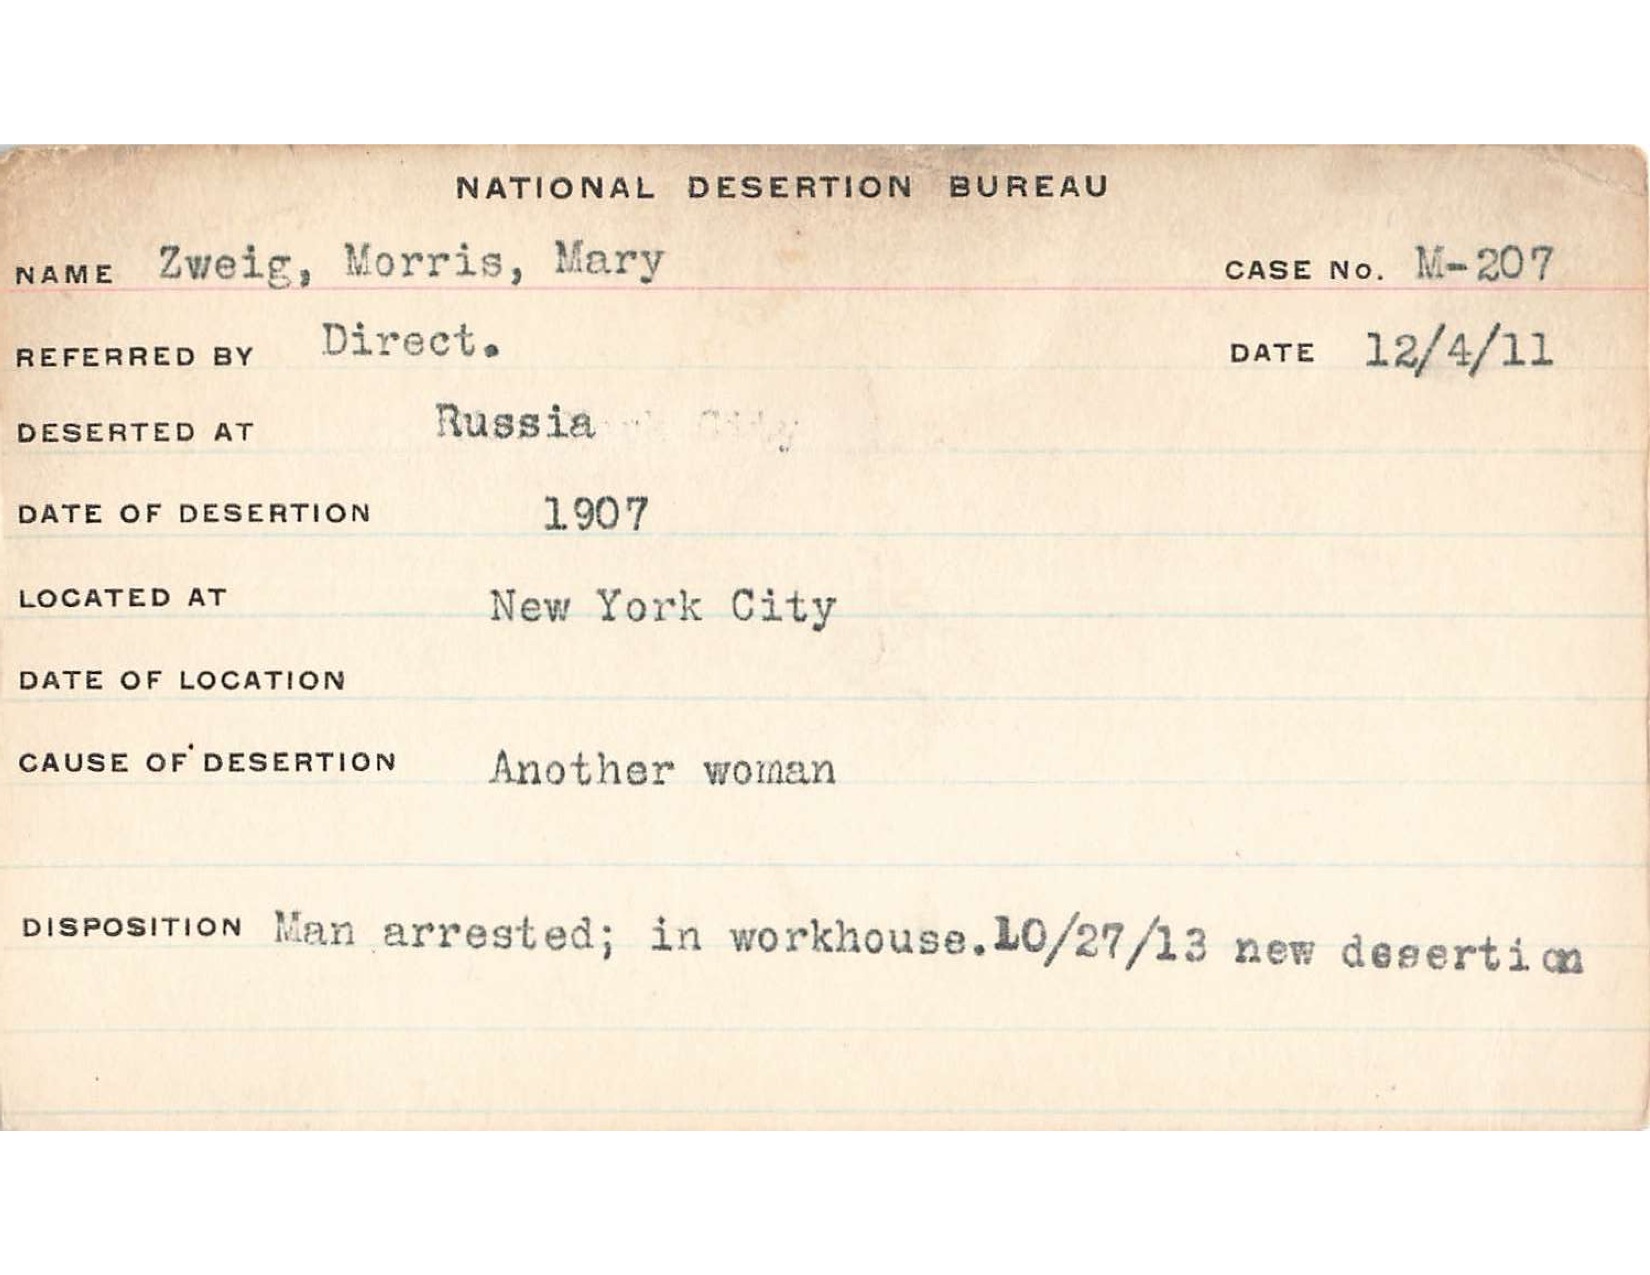 NATIONAL DESERTION BUREAU
NAME Zweig, Morris, Mary CASE No. M-207
REFERRED BY Direct. DATE 12/4/11
DESERTED AT Russia City
DATE OF DESERTION 1907
LOCATED AT New York City
DATE OF LOCATION
CAUSE OF DESERTION Another woman
DISPOSITION Man arrested; in workhouse.10/27/13 new desertion